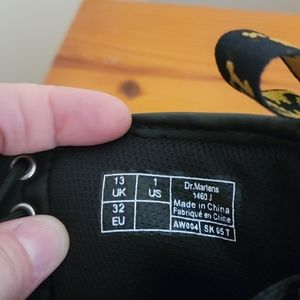 13 UK
1 US
32 EU
Dr.Martens
1460 J
Made in China
Fabriqué en Chine
AW004
SK 05 T